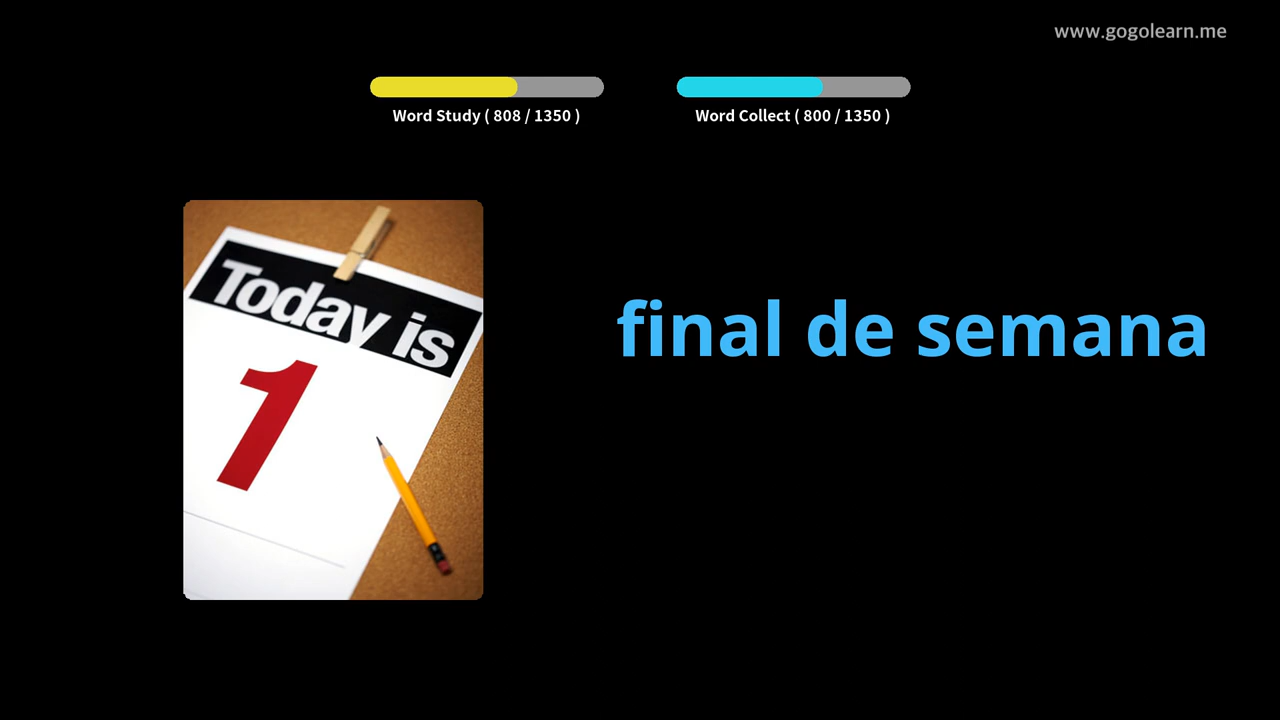 www.gogolearn.me
Word Study ( 808 / 1350 )
Word Collect ( 800 / 1350 )
Today is
1
final de semana